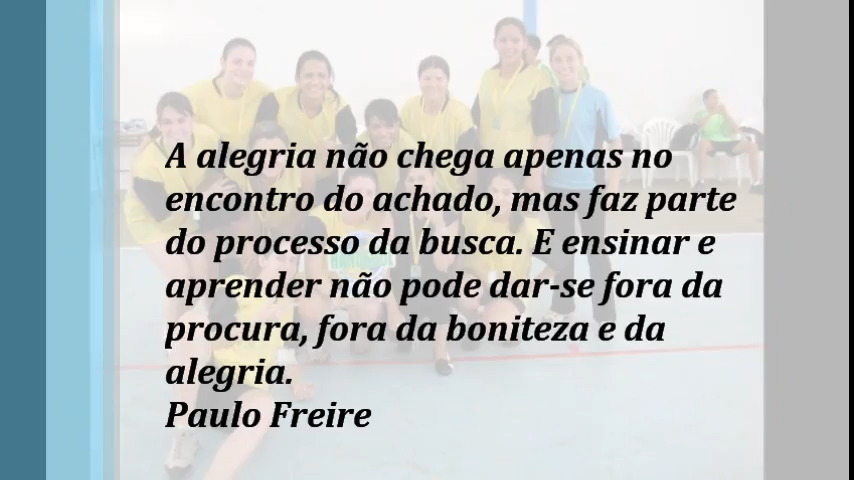 A alegria não chega apenas no
encontro do achado, mas faz parte
do processo da busca. E ensinar e
aprender não pode dar-se fora da
procura, fora da boniteza e da
alegria.
Paulo Freire